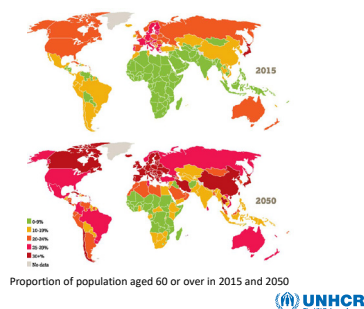 2015
2050
0-9%
10-19%
20-24%
25-29%
30+%
No data
Proportion of population aged 60 or over in 2015 and 2050
UNHCR